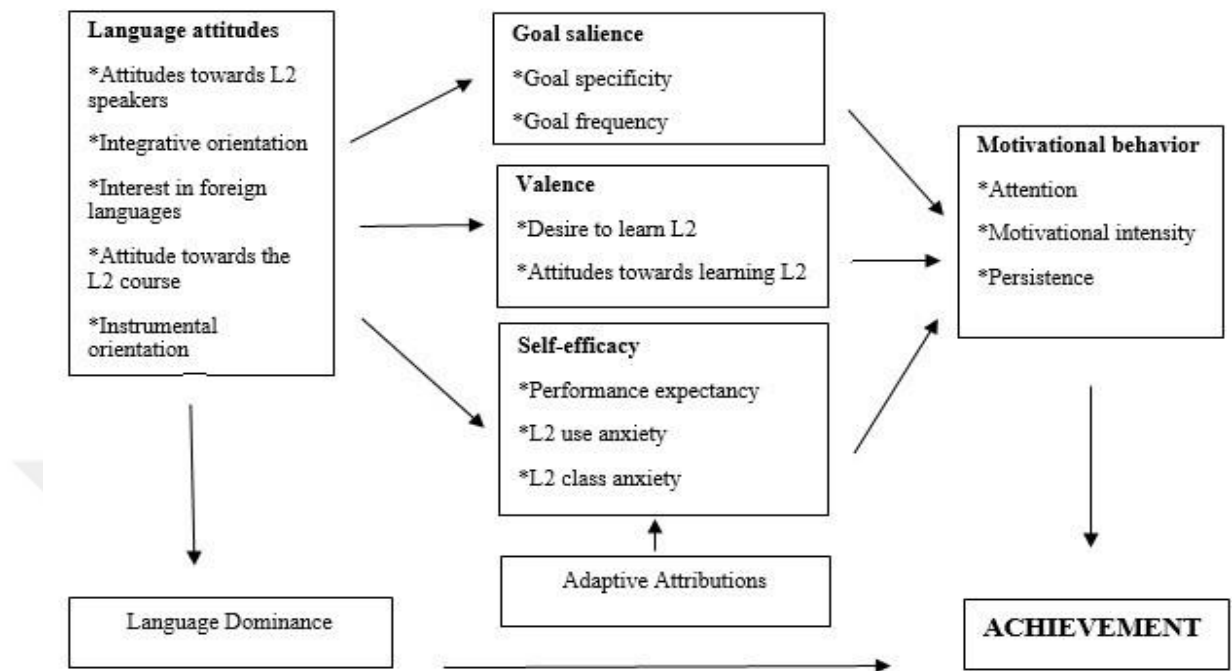 Language attitudes
*Attitudes towards L2
speakers
*Integrative orientation
*Interest in foreign
languages
*Attitude towards the
L2 course
*Instrumental
orientation
Goal salience
*Goal specificity
*Goal frequency
Valence
*Desire to learn L2
*Attitudes towards learning L2
Self-efficacy
*Performance expectancy
*L2 use anxiety
*L2 class anxiety
Motivational behavior
*Attention
*Motivational intensity
*Persistence
Adaptive Attributions
Language Dominance
ACHIEVEMENT